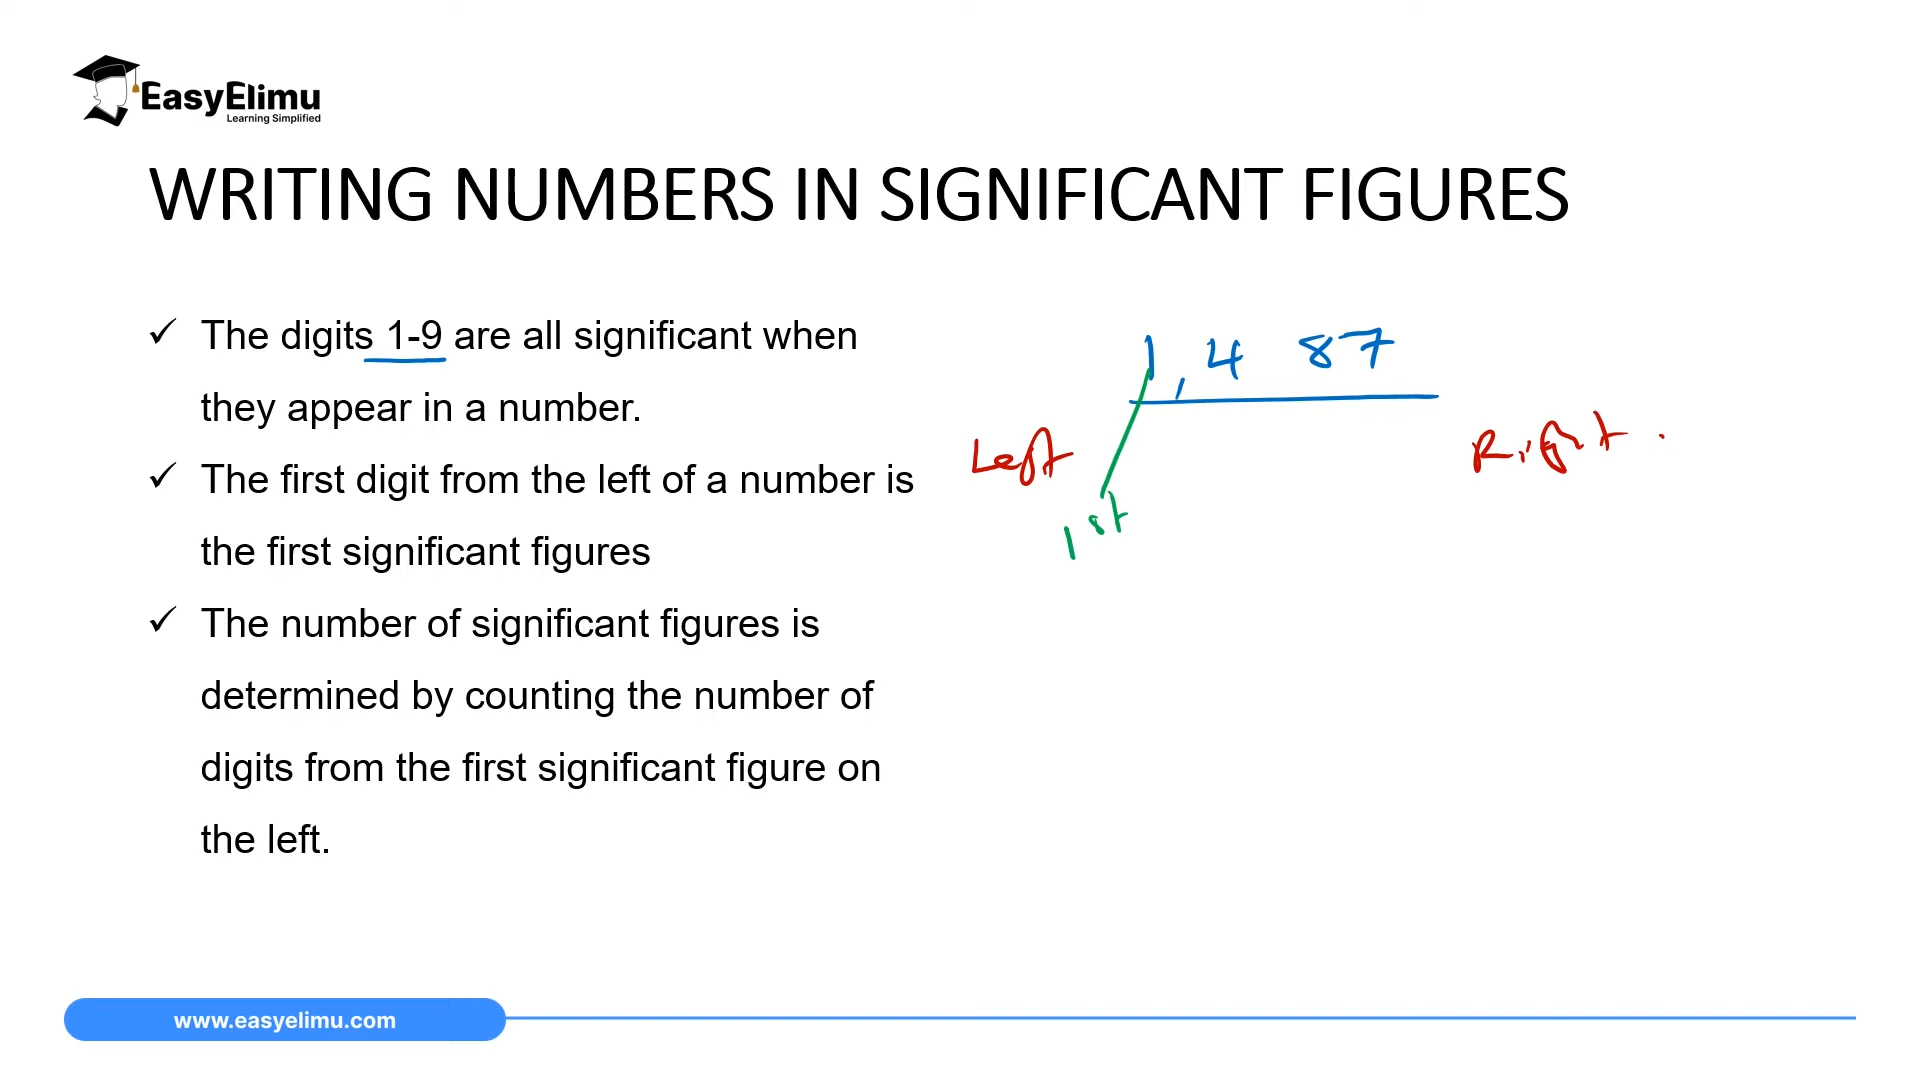 EasyElimu
Learning Simplified
WRITING NUMBERS IN SIGNIFICANT FIGURES
✓ The digits 1-9 are all significant when
they appear in a number.
✓ The first digit from the left of a number is
the first significant figures
✓ The number of significant figures is
determined by counting the number of
digits from the first significant figure on
the left.
1,4 87
Left
Right.
1st
www.easyelimu.com